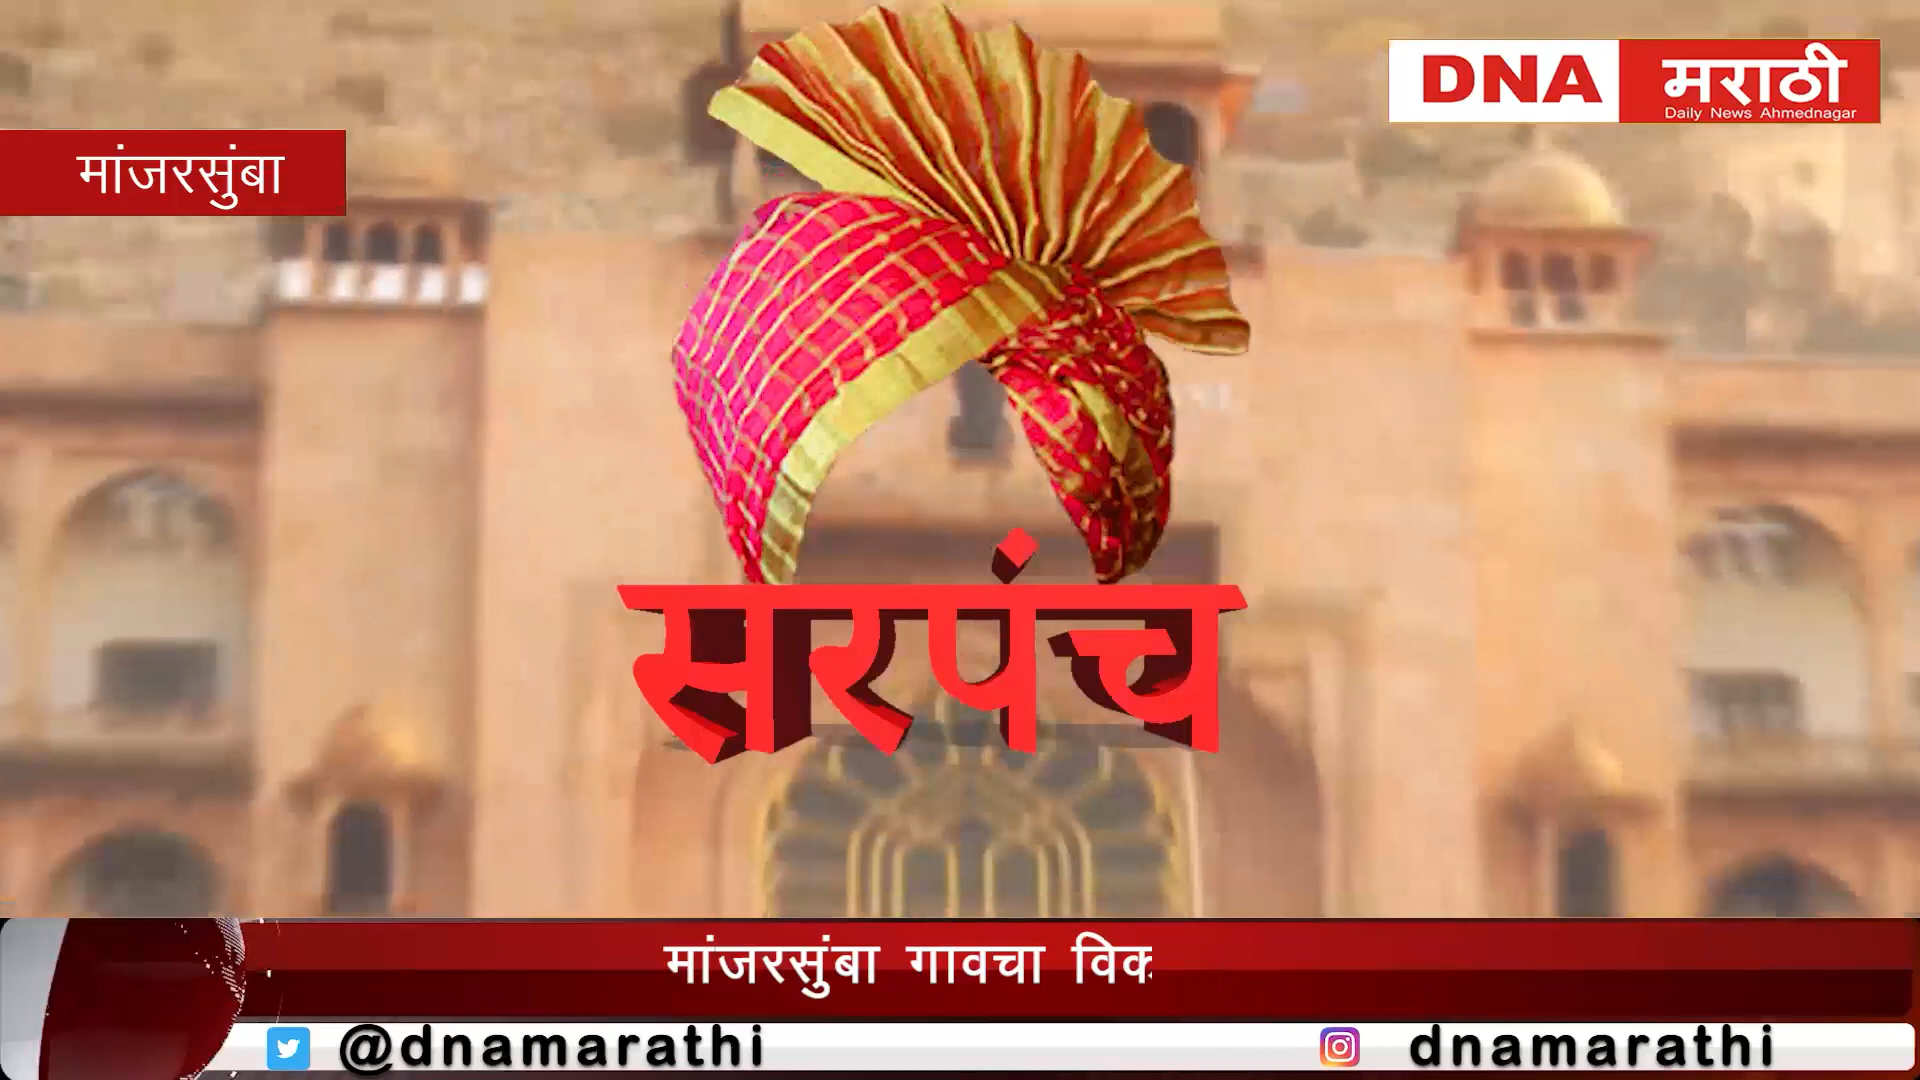 DNA मराठी
Daily News Ahmednagar
मांजरसुंबा
सरपंच
मांजरसुंबा गावचा
@dnamarathi
dnamarathi